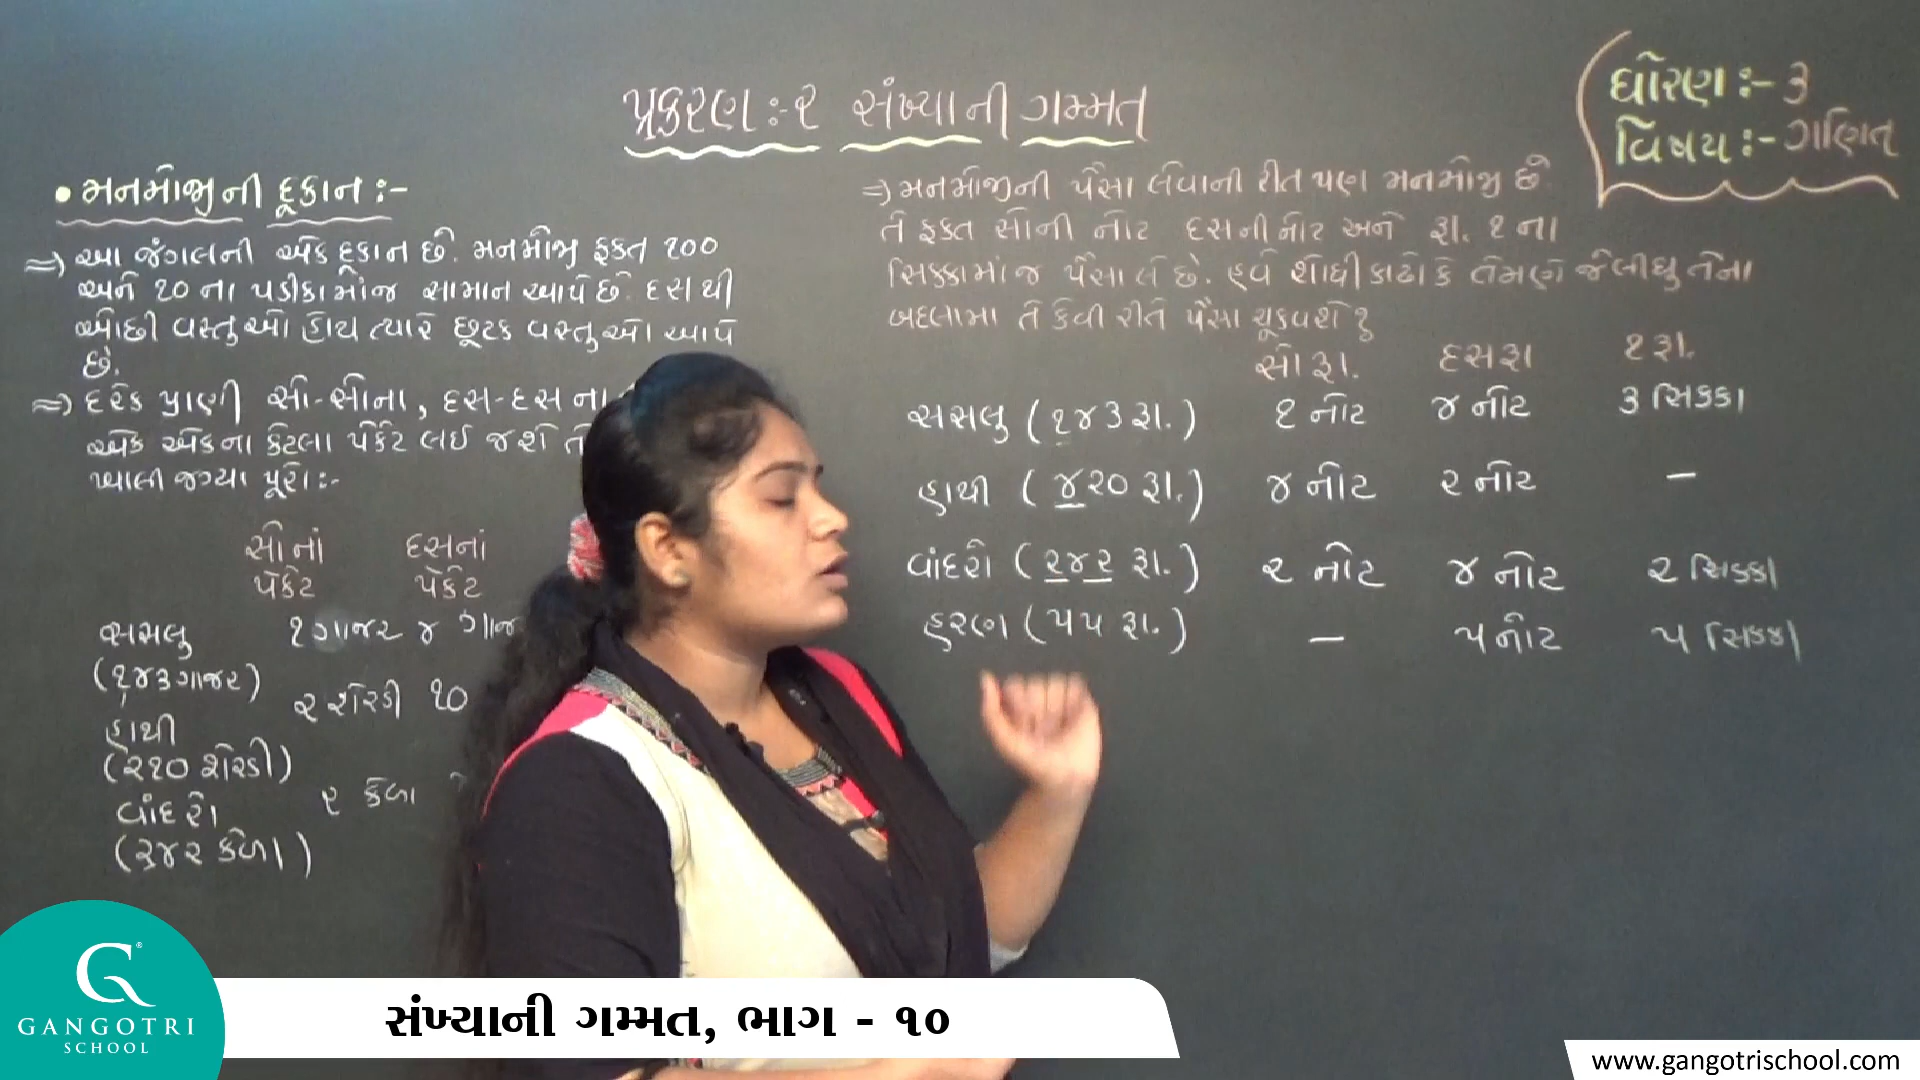 પ્રકરણ :- ૨ સંખ્યાની ગમ્મત
ધોરણ :- ૩
વિષય :- ગણિત
• મનમૌજીની દૂકાન :-
=> આ જંગલની એક દૂકાન છે. મનમૌજી ફક્ત ૧૦૦
અને ૧૦ ના પડીકામાંજ સામાન આપે છે. દસથી
ઓછી વસ્તુઓ હોય ત્યારે છૂટક વસ્તુઓ આપે
છે.
=> દરેક પ્રાણી સો-સોના, દસ-દસ ના
એક એકના કેટલા પેકેટ લઈ જશે તે
ખાલી જગ્યા પૂરો :-
સોનાં દસનાં
પેકેટ પેકેટ
સસલુ ૧ ગાજર ૪ ગાજ
(૧૪૩ ગાજર)
હાથી ૨ શેરડી ૧૦
(૨૧૦ શેરડી)
વાંદરો ૨ કેળા
(૨૪૨ કેળા)
=> મનમૌજીની પૈસા લેવાની રીત પણ મનમૌજી છે.
તે ફક્ત સોની નોટ દસની નોટ અને રૂા. ૧ ના
સિક્કામાં જ પૈસા લે છે. હવે શોધી કાઢો કે તેમણે જે લીધુ તેના
બદલામા તે કેવી રીતે પૈસા ચૂકવશે ?
સો રૂા. દસ રૂા ૧ રૂા.
સસલુ (૧૪૩ રૂા.) ૧ નોટ ૪ નોટ ૩ સિક્કા
હાથી (૪૨૦ રૂા.) ૪ નોટ ૨ નોટ –
વાંદરો (૨૪૨ રૂા.) ૨ નોટ ૪ નોટ ૨ સિક્કા
હરણ (૫૫ રૂા.) – ૫ નોટ ૫ સિક્કા
G®
GANGOTRI
SCHOOL
સંખ્યાની ગમ્મત, ભાગ - ૧૦
www.gangotrischool.com